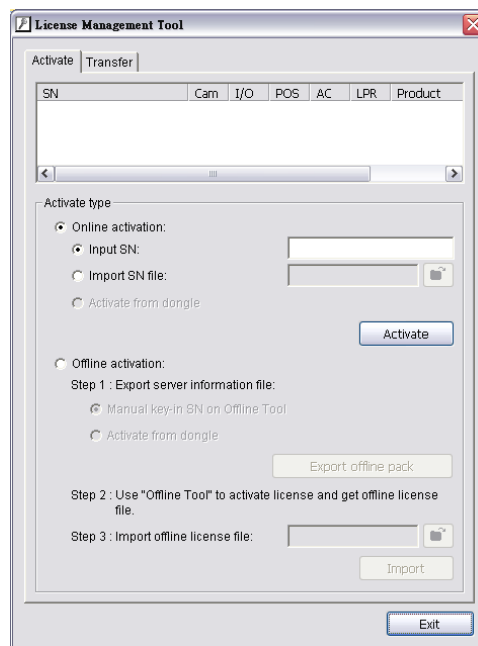 License Management Tool
Activate Transfer
SN Cam I/O POS AC LPR Product
Activate type
Online activation:
Input SN:
Import SN file:
Activate from dongle
Activate
Offline activation:
Step 1 : Export server information file:
Manual key-in SN on Offline Tool
Activate from dongle
Export offline pack
Step 2 : Use "Offline Tool" to activate license and get offline license
file.
Step 3 : Import offline license file:
Import
Exit